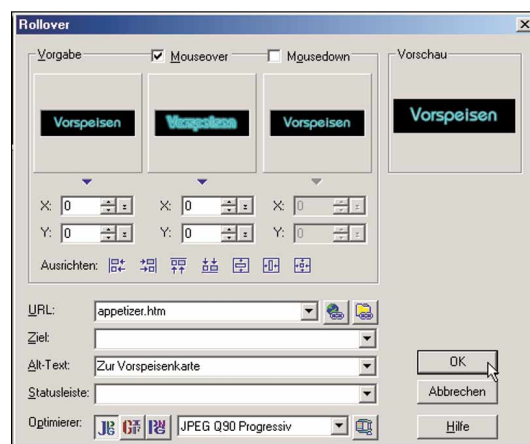 Rollover
Vorgabe Mouseover Mousedown Vorschau
Vorspeisen Vorspeisen Vorspeisen Vorspeisen
X: 0 X: 0 X: 0
Y: 0 Y: 0 Y: 0
Ausrichten:
URL: appetizer.htm
Ziel:
Alt-Text: Zur Vorspeisenkarte OK
Statusleiste: Abbrechen
Optimierer: JPEG Q90 Progressiv Hilfe